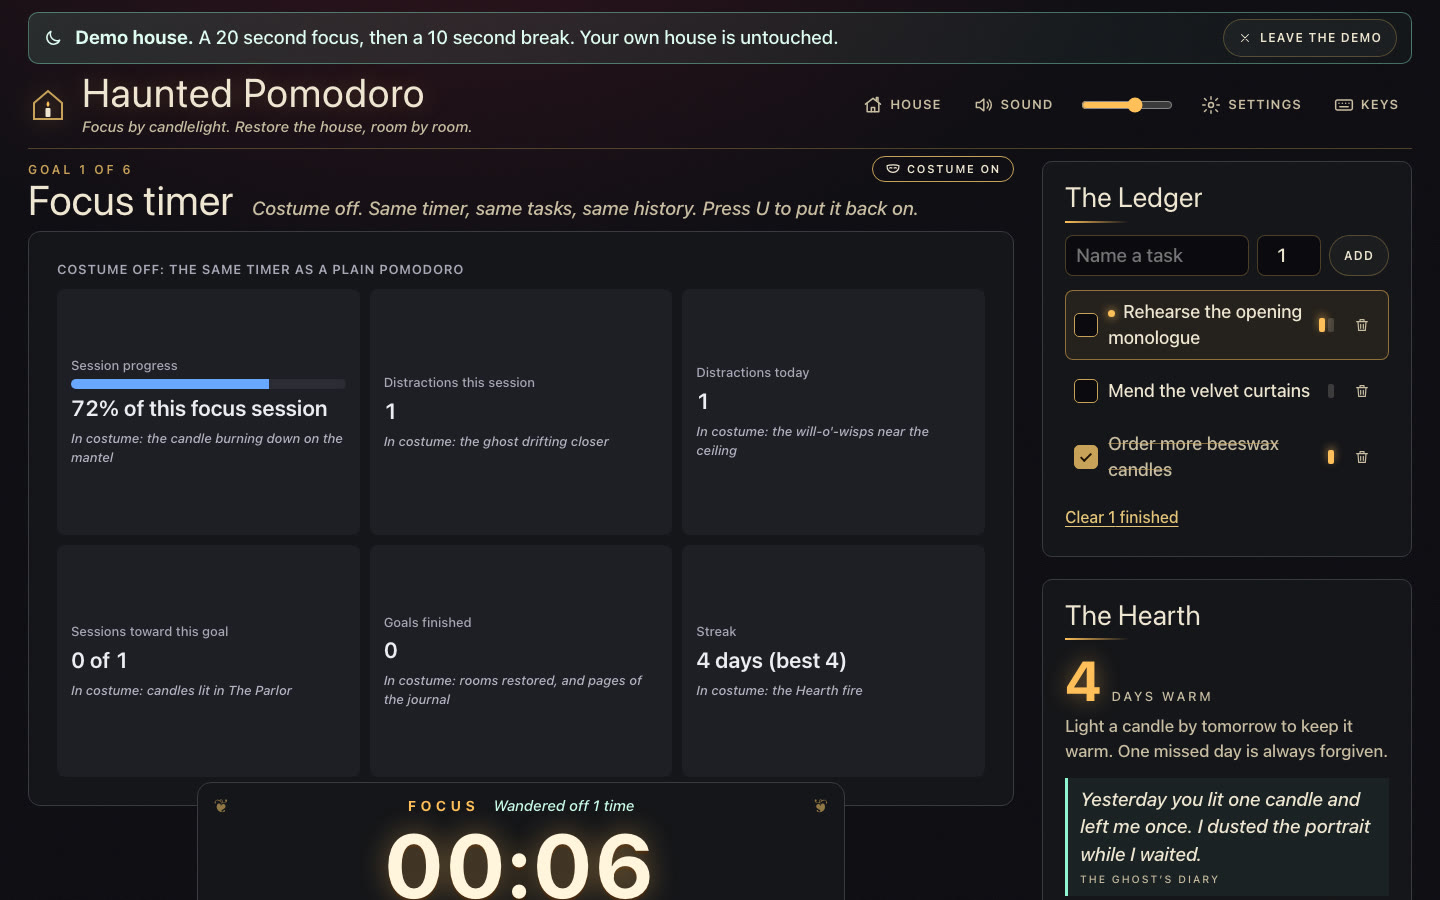 Demo house. A 20 second focus, then a 10 second break. Your own house is untouched.
LEAVE THE DEMO
Haunted Pomodoro
Focus by candlelight. Restore the house, room by room.
HOUSE
SOUND
SETTINGS
KEYS
GOAL 1 OF 6
COSTUME ON
Focus timer
Costume off. Same timer, same tasks, same history. Press U to put it back on.
COSTUME OFF: THE SAME TIMER AS A PLAIN POMODORO
Session progress
72% of this focus session
In costume: the candle burning down on the
mantel
Distractions this session
1
In costume: the ghost drifting closer
Distractions today
1
In costume: the will-o'-wisps near the
ceiling
Sessions toward this goal
0 of 1
In costume: candles lit in The Parlor
Goals finished
0
In costume: rooms restored, and pages of
the journal
Streak
4 days (best 4)
In costume: the Hearth fire
FOCUS
Wandered off 1 time
00:06
The Ledger
Name a task
1
ADD
Rehearse the opening
monologue
Mend the velvet curtains
Order more beeswax
candles
Clear 1 finished
The Hearth
4
DAYS WARM
Light a candle by tomorrow to keep it
warm. One missed day is always forgiven.
Yesterday you lit one candle and
left me once. I dusted the portrait
while I waited.
THE GHOST'S DIARY